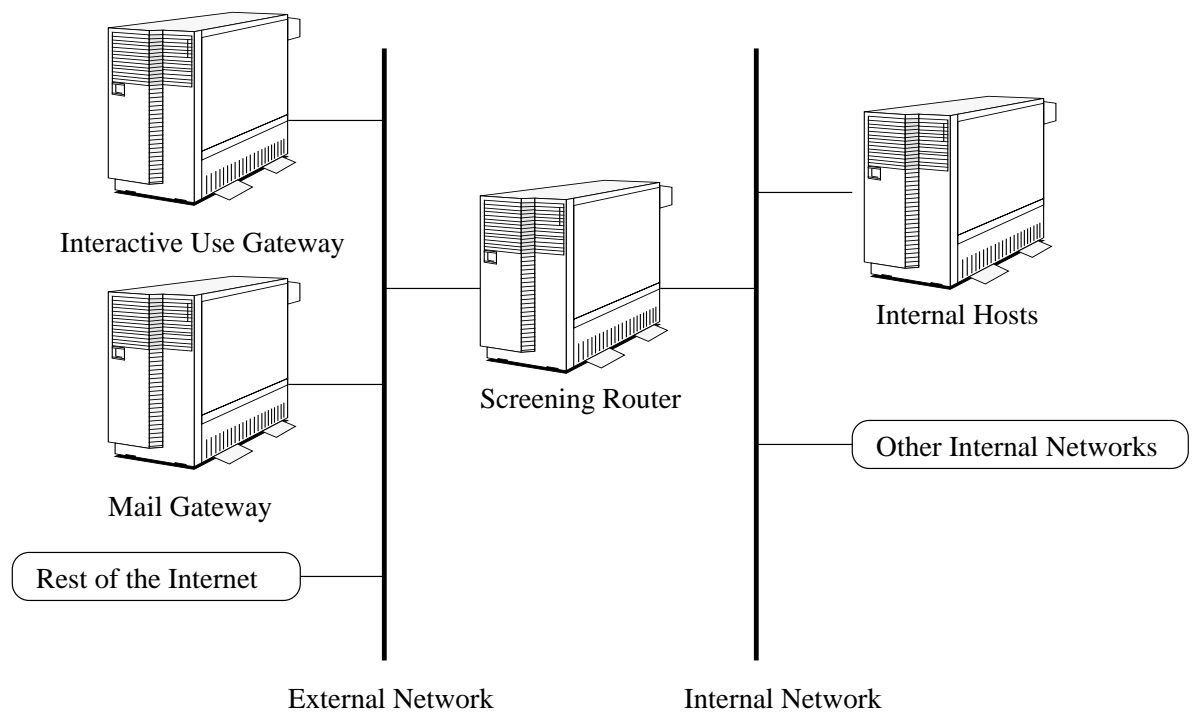 Interactive Use Gateway
Mail Gateway
Rest of the Internet
External Network
Screening Router
Internal Network
Internal Hosts
Other Internal Networks